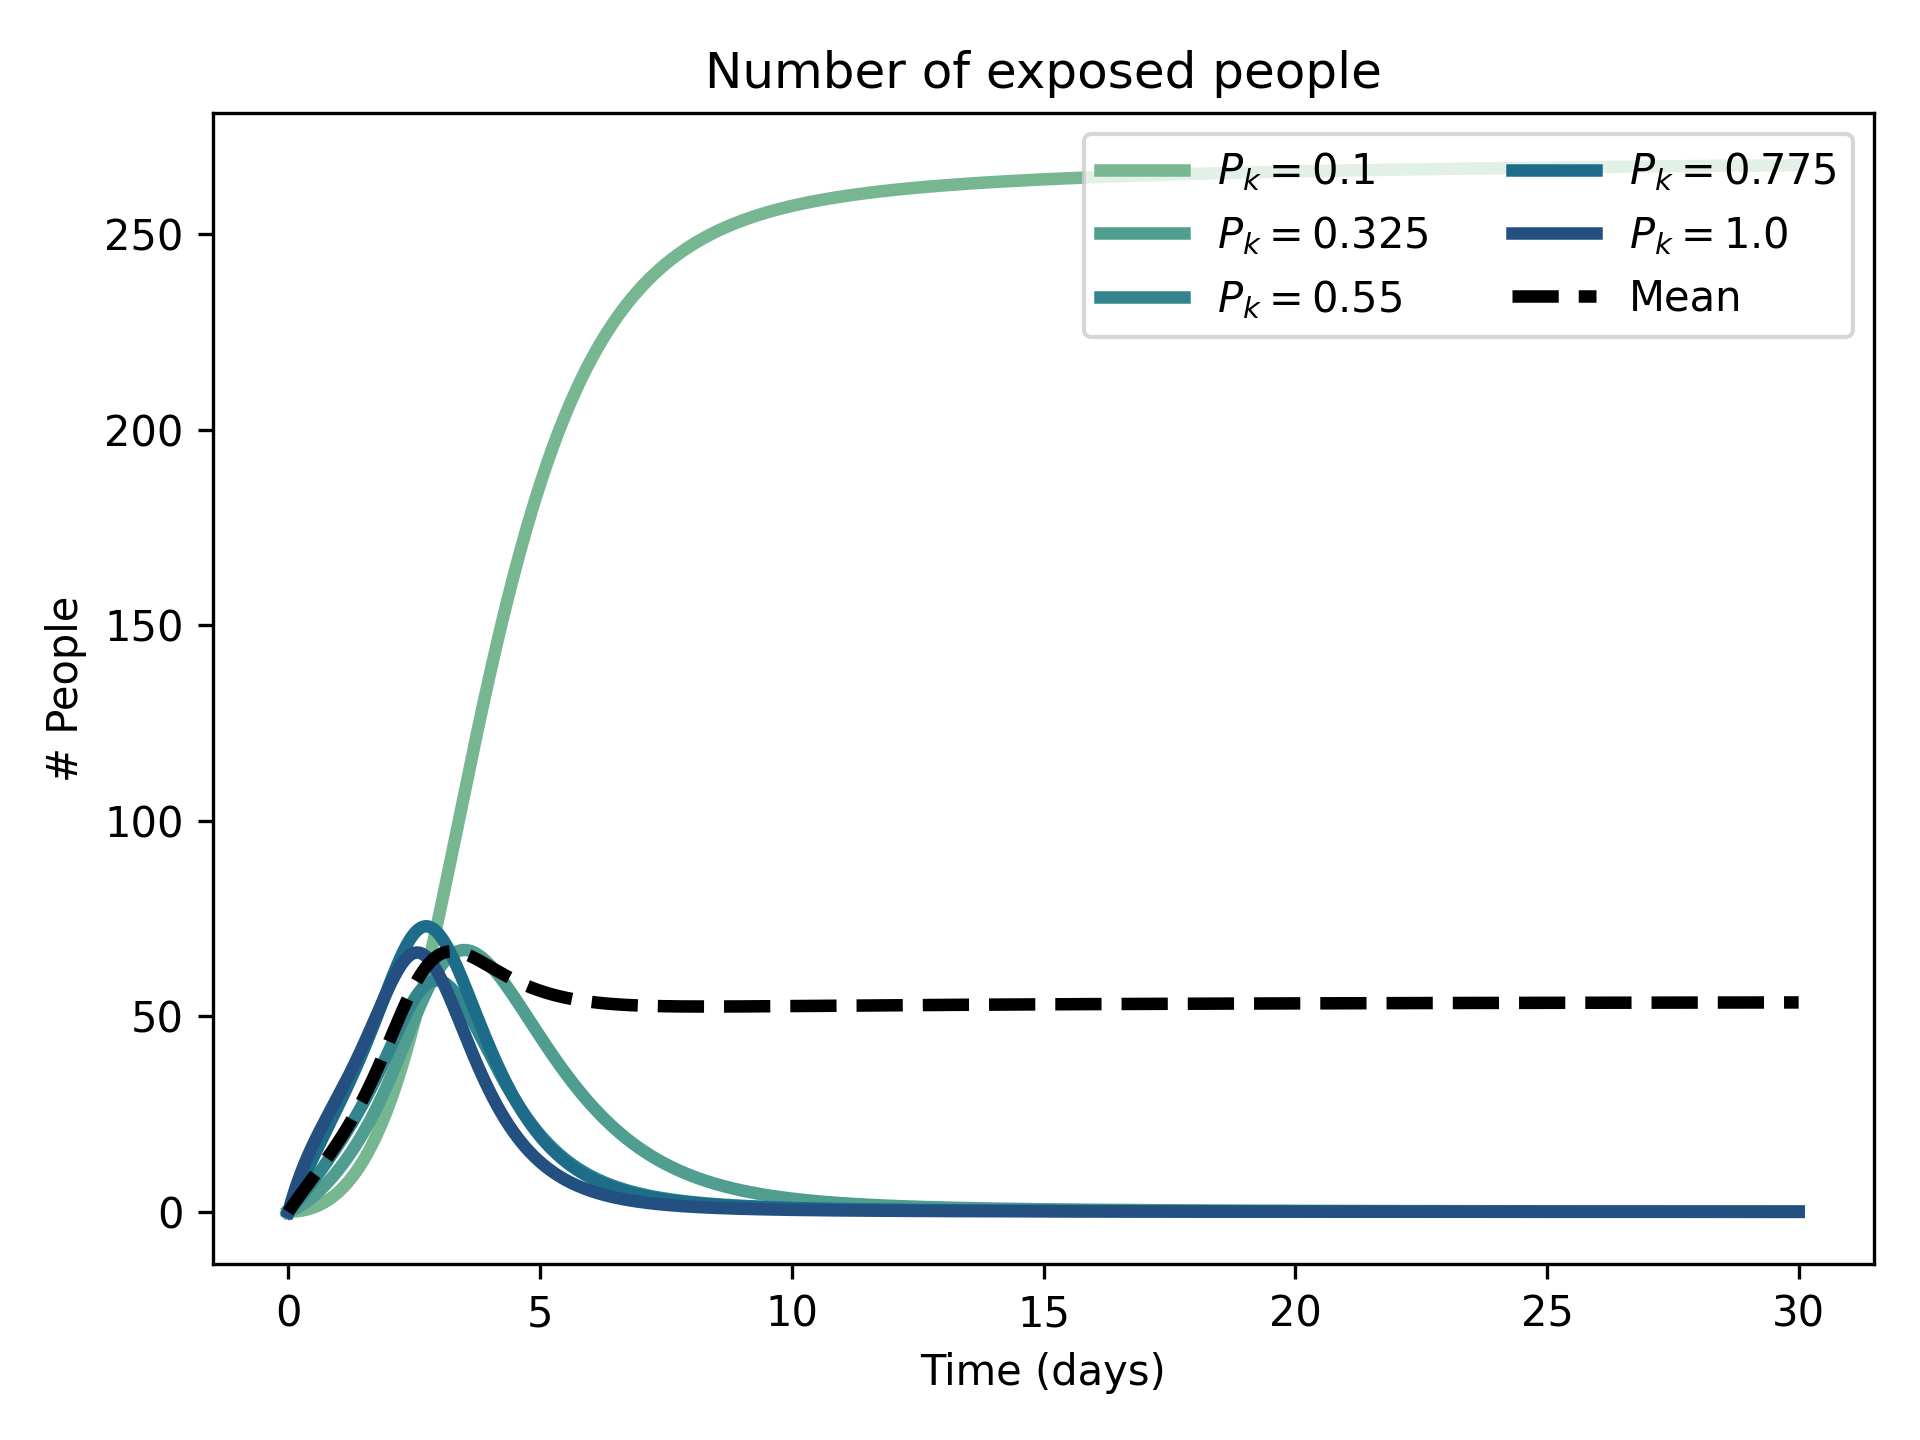 Number of exposed people
250
200
150
100
50
0
# People
P_k = 0.1
P_k = 0.325
P_k = 0.55
P_k = 0.775
P_k = 1.0
Mean
0 5 10 15 20 25 30
Time (days)